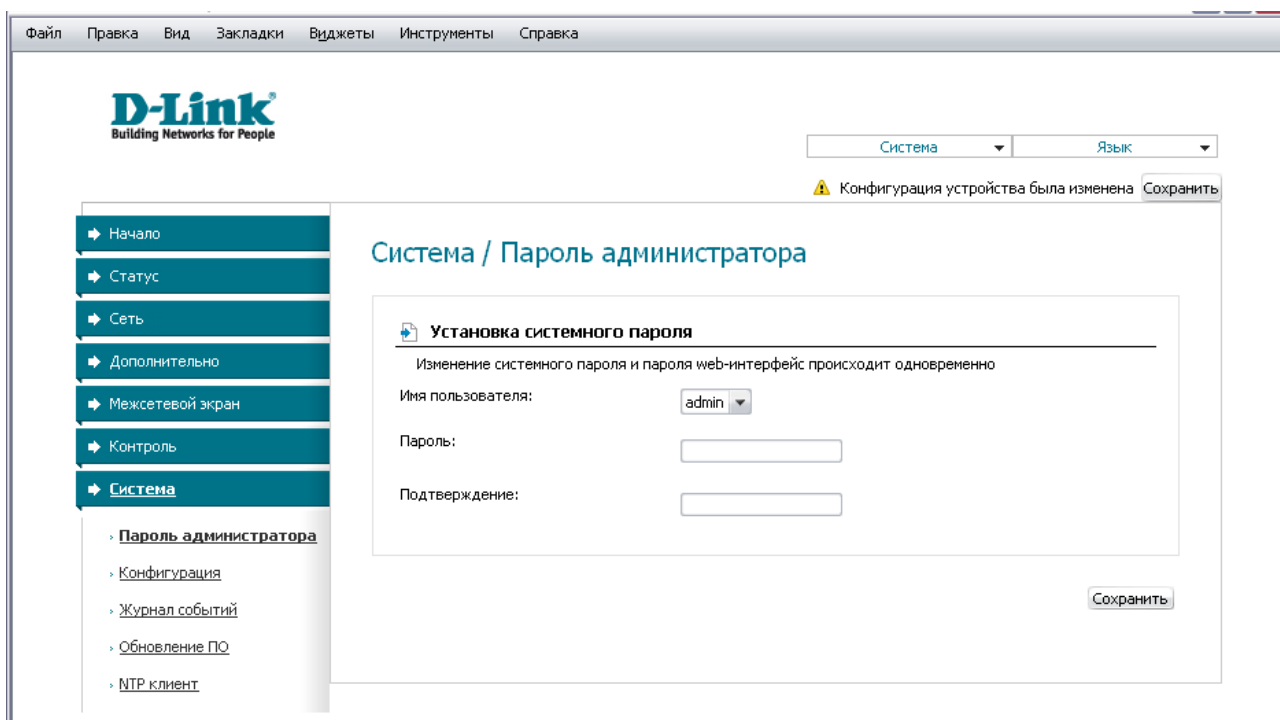 Файл Правка Вид Закладки Виджеты Инструменты Справка
D-Link®
Building Networks for People
Система Язык
Конфигурация устройства была изменена Сохранить
Начало
Статус
Сеть
Дополнительно
Межсетевой экран
Контроль
Система
Пароль администратора
Конфигурация
Журнал событий
Обновление ПО
NTP клиент
Система / Пароль администратора
Установка системного пароля
Изменение системного пароля и пароля web-интерфейс происходит одновременно
Имя пользователя: admin
Пароль:
Подтверждение:
Сохранить